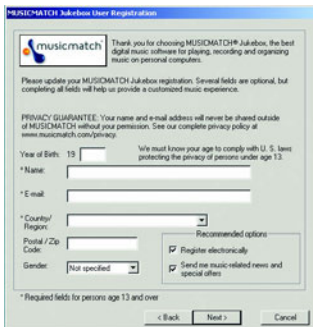 MUSICMATCH Jukebox User Registration
musicmatch
Thank you for choosing MUSICMATCH® Jukebox, the best
digital music software for playing, recording and organizing
music on personal computers.
Please update your MUSICMATCH Jukebox registration. Several fields are optional, but
completing all fields will help us provide a customized music experience.
PRIVACY GUARANTEE: Your name and e-mail address will never be shared outside
of MUSICMATCH without your permission. See our complete privacy policy at
www.musicmatch.com/privacy.
Year of Birth: 19
We must know your age to comply with U. S. laws
protecting the privacy of persons under age 13.
* Name:
* E-mail:
* Country/
Region:
Postal / Zip
Code:
Gender:
Not specified
Recommended options
Register electronically
Send me music-related news and
special offers
* Required fields for persons age 13 and over
< Back
Next >
Cancel